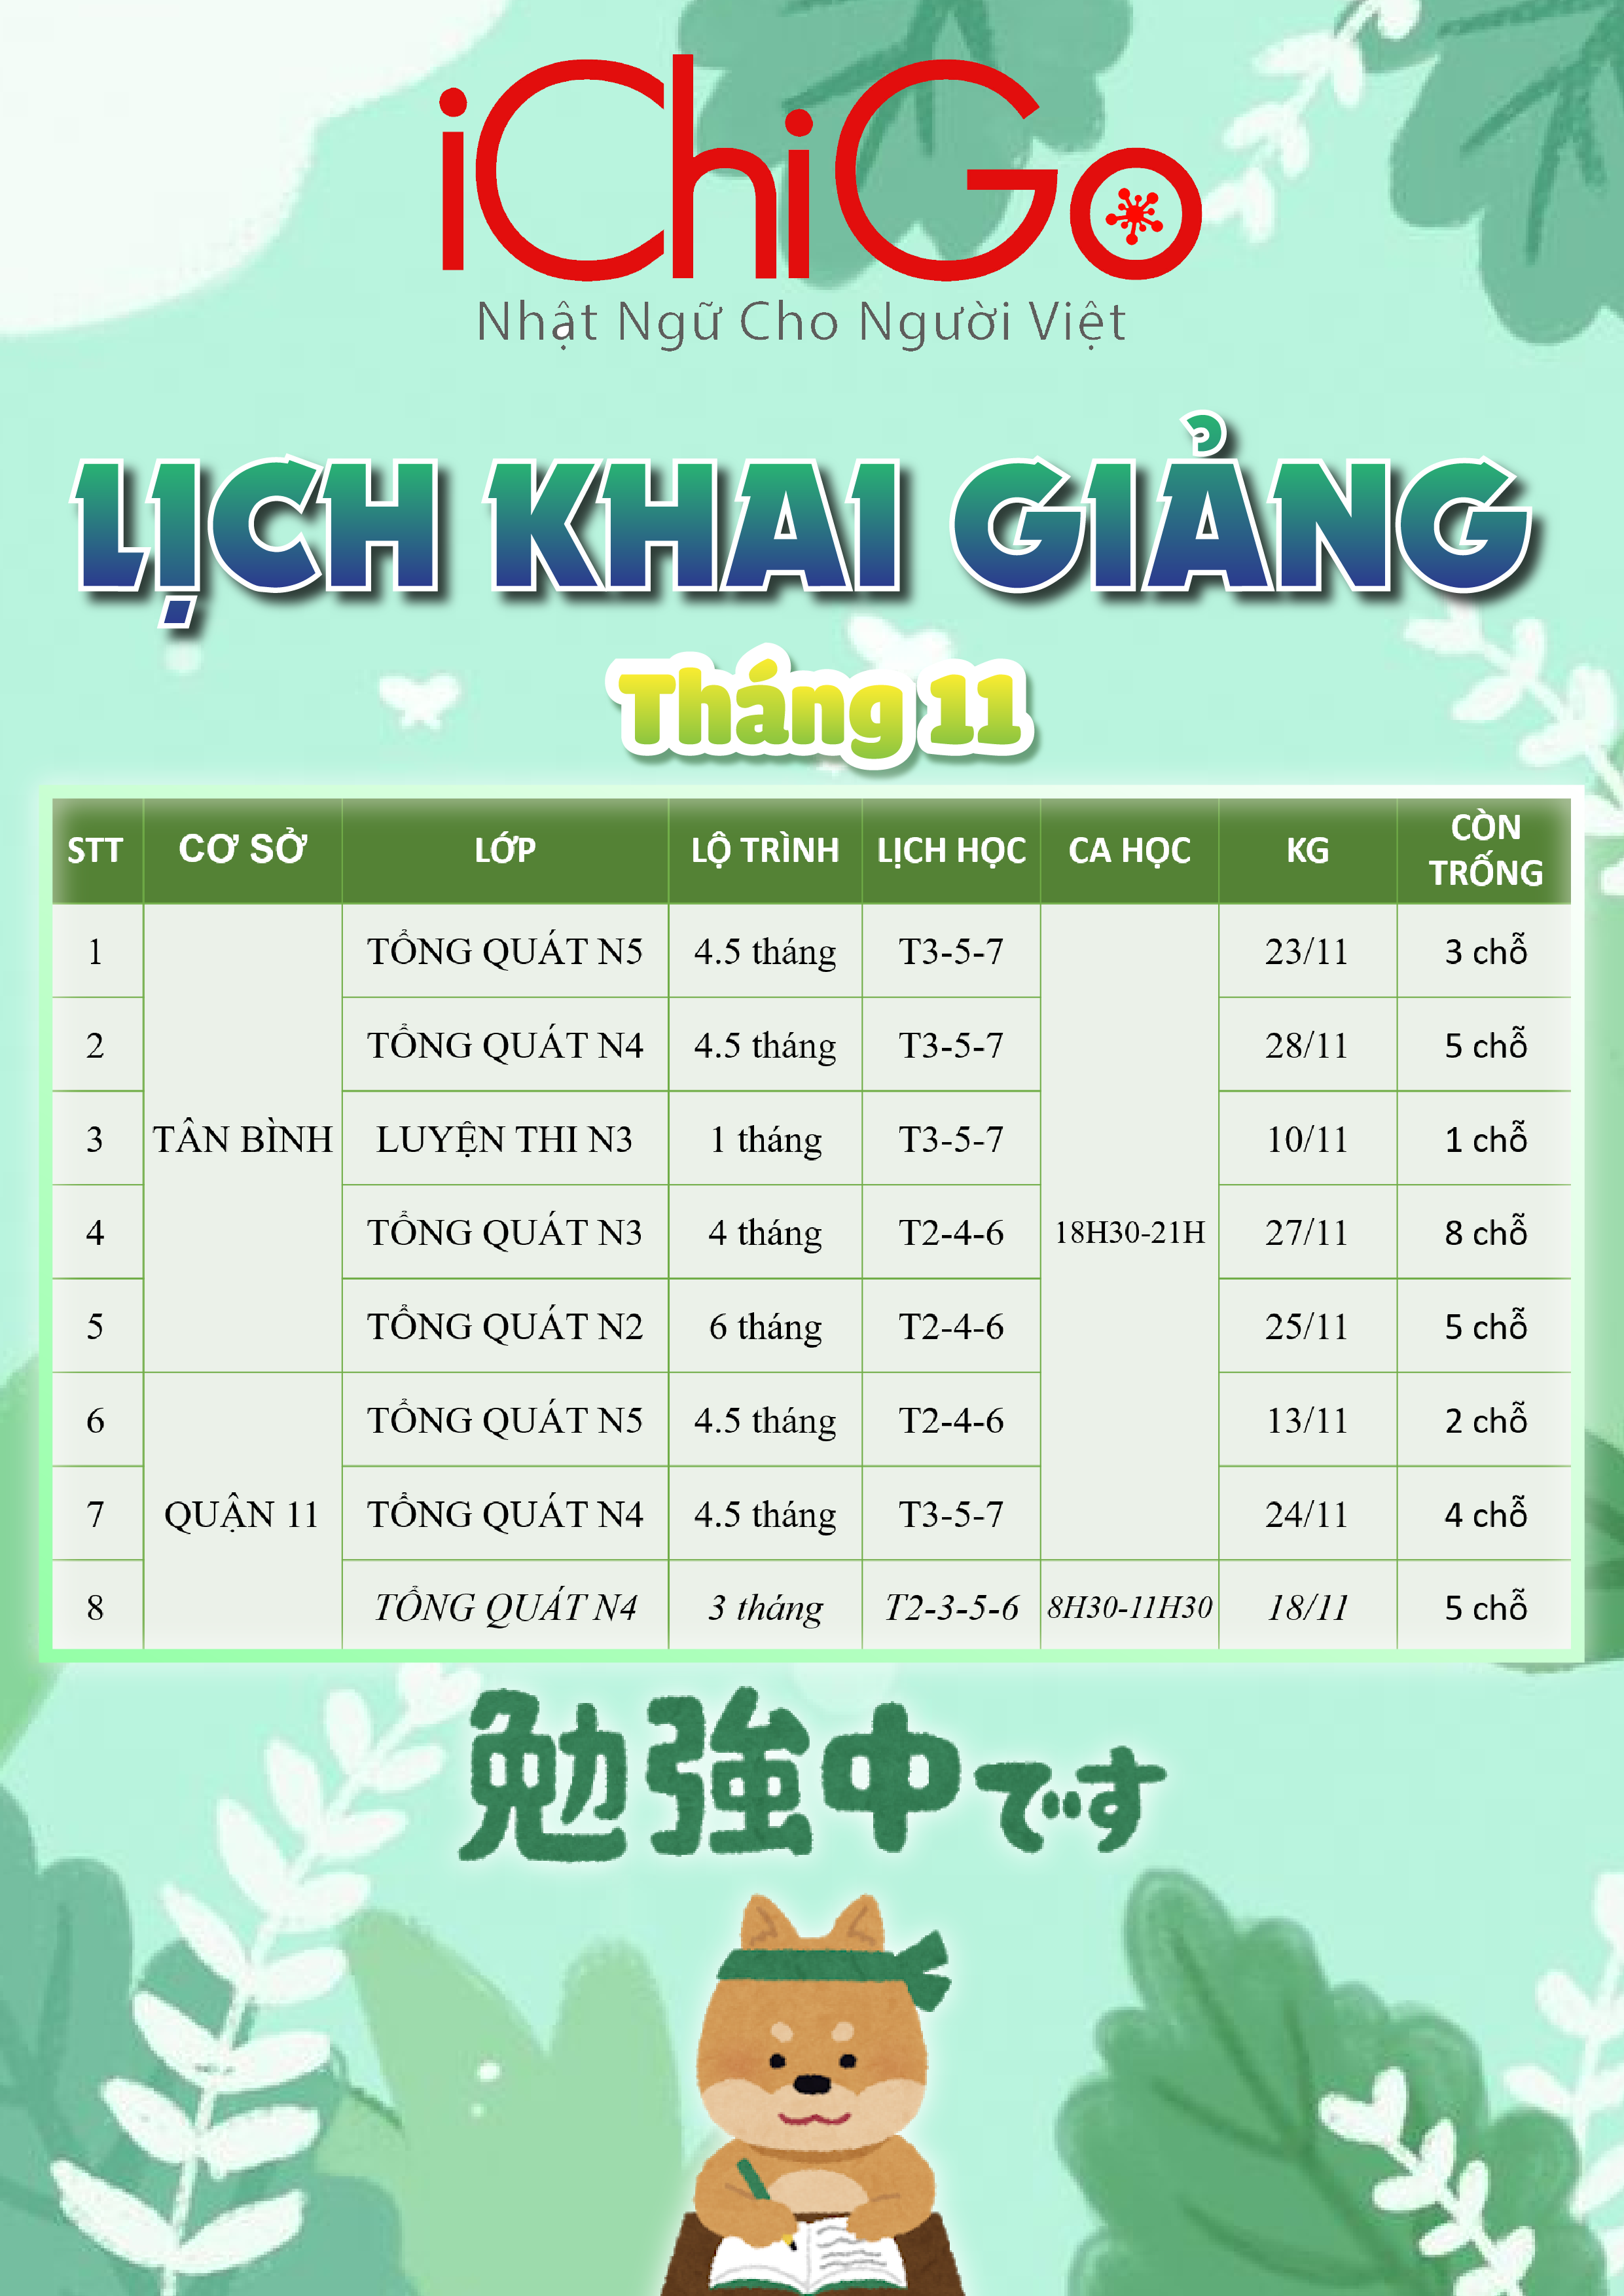 iChiGo
Nhật Ngữ Cho Người Việt
LỊCH KHAI GIẢNG
Tháng 11
STT CƠ SỞ LỚP LỘ TRÌNH LỊCH HỌC CA HỌC KG CÒN TRỐNG
1 TỔNG QUÁT N5 4.5 tháng T3-5-7 23/11 3 chỗ
2 TỔNG QUÁT N4 4.5 tháng T3-5-7 28/11 5 chỗ
3 TÂN BÌNH LUYỆN THI N3 1 tháng T3-5-7 10/11 1 chỗ
4 TỔNG QUÁT N3 4 tháng T2-4-6 18H30-21H 27/11 8 chỗ
5 TỔNG QUÁT N2 6 tháng T2-4-6 25/11 5 chỗ
6 TỔNG QUÁT N5 4.5 tháng T2-4-6 13/11 2 chỗ
7 QUẬN 11 TỔNG QUÁT N4 4.5 tháng T3-5-7 24/11 4 chỗ
8 TỔNG QUÁT N4 3 tháng T2-3-5-6 8H30-11H30 18/11 5 chỗ
勉強中です